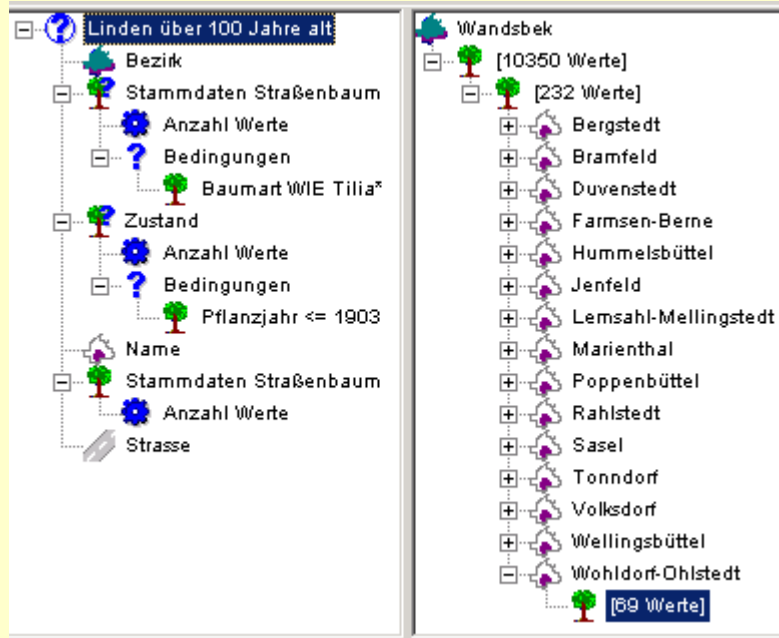 Linden über 100 Jahre alt
Bezirk
Stammdaten Straßenbaum
Anzahl Werte
Bedingungen
Baumart WIE Tilia*
Zustand
Anzahl Werte
Bedingungen
Pflanzjahr <= 1903
Name
Stammdaten Straßenbaum
Anzahl Werte
Strasse
Wandsbek
[10350 Werte]
[232 Werte]
Bergstedt
Bramfeld
Duvenstedt
Farmsen-Berne
Hummelsbüttel
Jenfeld
Lemsahl-Mellingstedt
Marienthal
Poppenbüttel
Rahlstedt
Sasel
Tonndorf
Volksdorf
Wellingsbüttel
Wohldorf-Ohlstedt
[69 Werte]